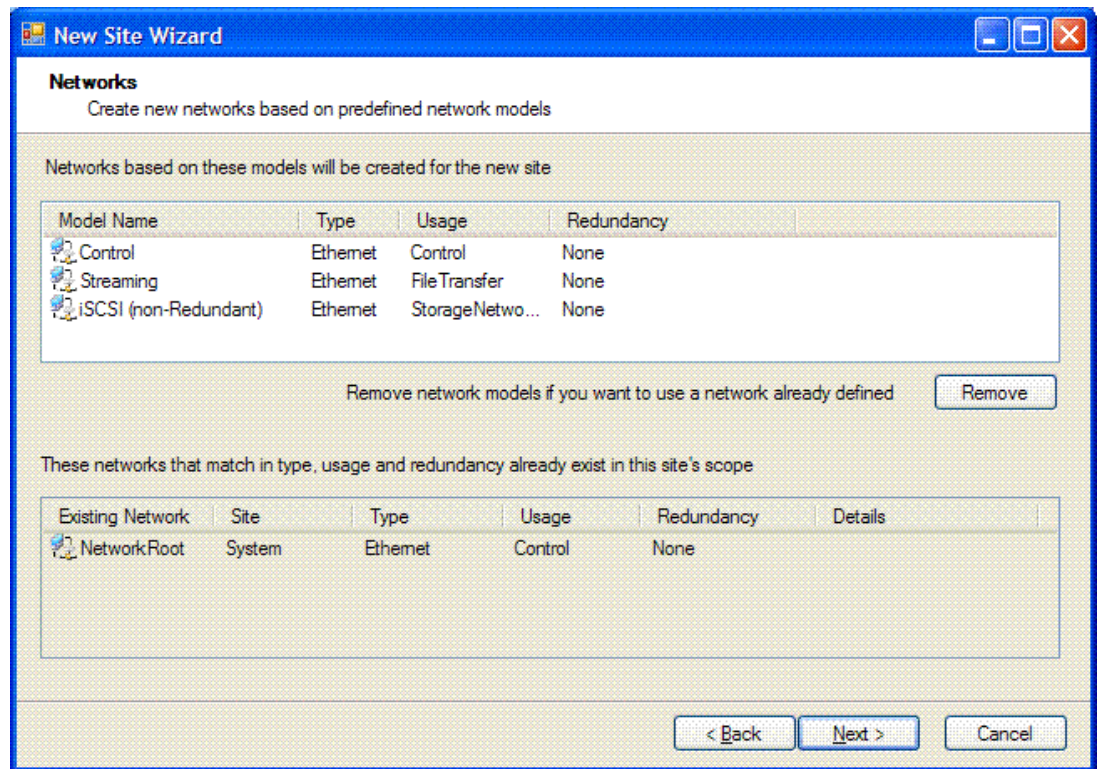 New Site Wizard
Networks
Create new networks based on predefined network models
Networks based on these models will be created for the new site
Model Name Type Usage Redundancy
Control Ethernet Control None
Streaming Ethernet FileTransfer None
iSCSI (non-Redundant) Ethernet StorageNetwo... None
Remove network models if you want to use a network already defined Remove
These networks that match in type, usage and redundancy already exist in this site's scope
Existing Network Site Type Usage Redundancy Details
NetworkRoot System Ethernet Control None
< Back Next > Cancel